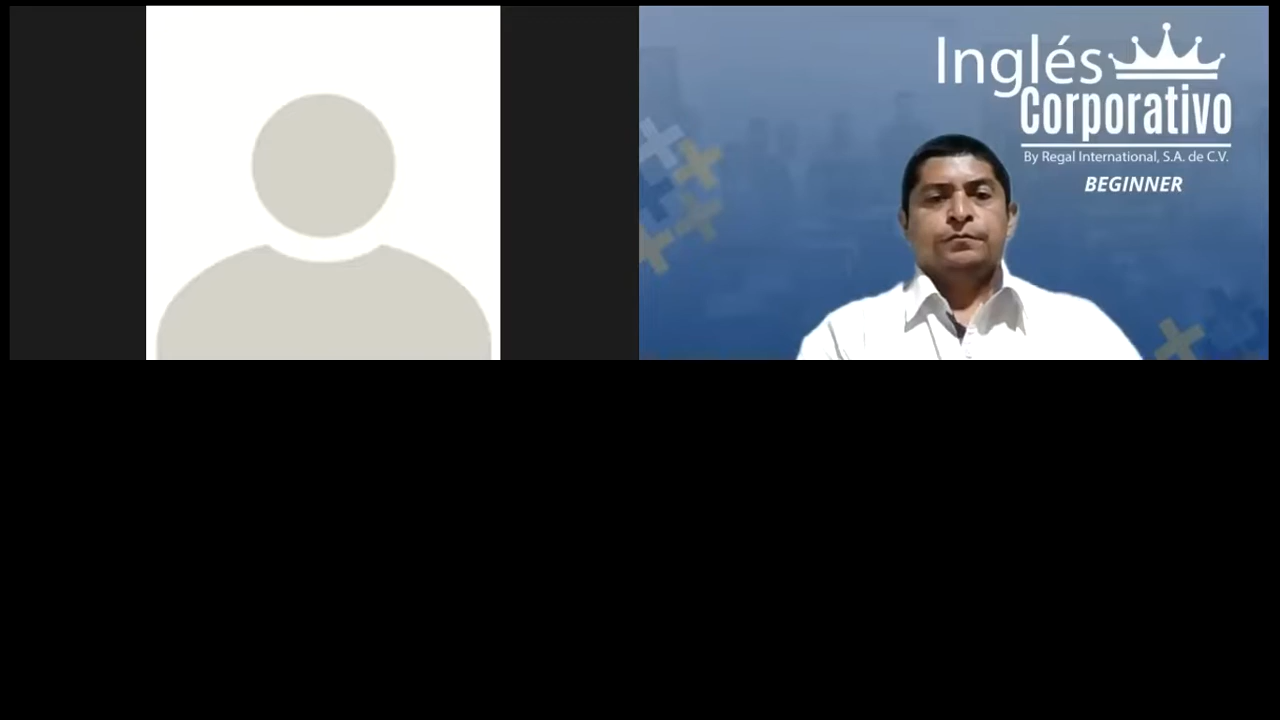 Inglés
Corporativo
By Regal International, S.A. de C.V.
BEGINNER